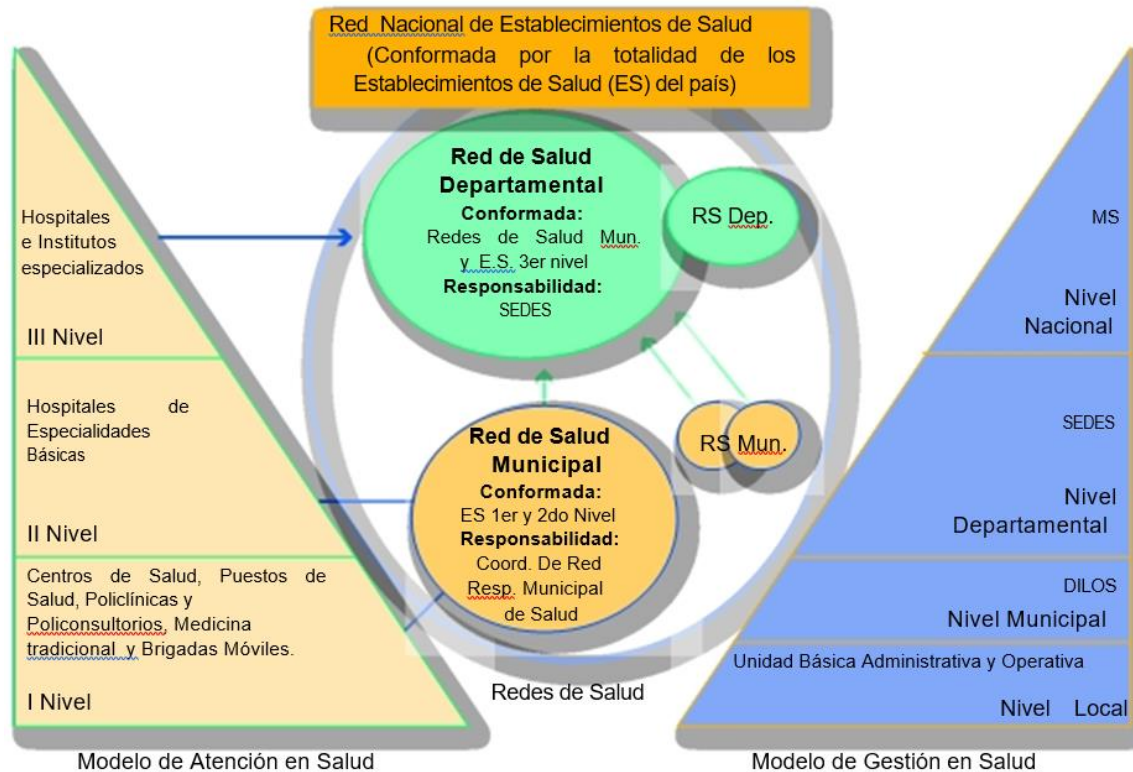 Red Nacional de Establecimientos de Salud
(Conformada por la totalidad de los
Establecimientos de Salud (ES) del país)
Hospitales
e Institutos
especializados
III Nivel
Hospitales de
Especialidades
Básicas
II Nivel
Centros de Salud, Puestos de
Salud, Policlínicas y
Policonsultorios, Medicina
tradicional y Brigadas Móviles.
I Nivel
Modelo de Atención en Salud
Red de Salud
Departamental
Conformada:
Redes de Salud Mun.
y E.S. 3er nivel
Responsabilidad:
SEDES
RS Dep.
Red de Salud
Municipal
Conformada:
ES 1er y 2do Nivel
Responsabilidad:
Coord. De Red
Resp. Municipal
de Salud
RS Mun.
Redes de Salud
MS
Nivel
Nacional
SEDES
Nivel
Departamental
DILOS
Nivel Municipal
Unidad Básica Administrativa y Operativa
Nivel Local
Modelo de Gestión en Salud